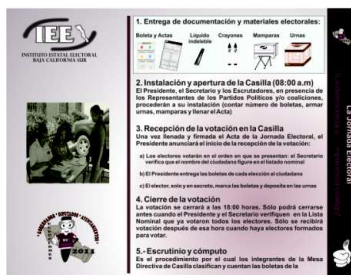 IEE
INSTITUTO ESTATAL ELECTORAL
BAJA CALIFORNIA SUR
2011
1. Entrega de documentación y materiales electorales:
Boleta y Actas
Líquido indeleble
Crayones
Mamparas
Urnas
2. Instalación y apertura de la Casilla (08:00 a.m)
El Presidente, el Secretario y los Escrutadores, en presencia de
los Representantes de los Partidos Políticos y/o coaliciones,
procederán a su instalación (contar número de boletas, armar
urnas, mamparas y llenar el Acta)
3. Recepción de la votación en la Casilla
Una vez llenada y firmada el Acta de la Jornada Electoral, el
Presidente anunciará el inicio de la recepción de la votación:
a) Los electores votarán en el orden en que se presentan: el Secretario
verifica que el nombre del ciudadano figure en el listado nominal
b) El Presidente entrega las boletas de cada elección al ciudadano
c) El elector, solo y en secreto, marca las boletas y deposita en las urnas
4. Cierre de la votación
La votación se cerrará a las 18:00 horas. Sólo podrá cerrarse
antes cuando el Presidente y el Secretario verifiquen en la Lista
Nominal que ya votaron todos los electores. Sólo se recibirá
votación después de esa hora cuando haya electores formados
para votar.
5.- Escrutinio y cómputo
Es el procedimiento por el cual los integrantes de la Mesa
Directiva de Casilla clasifican y cuentan las boletas de la
La Jornada Electoral